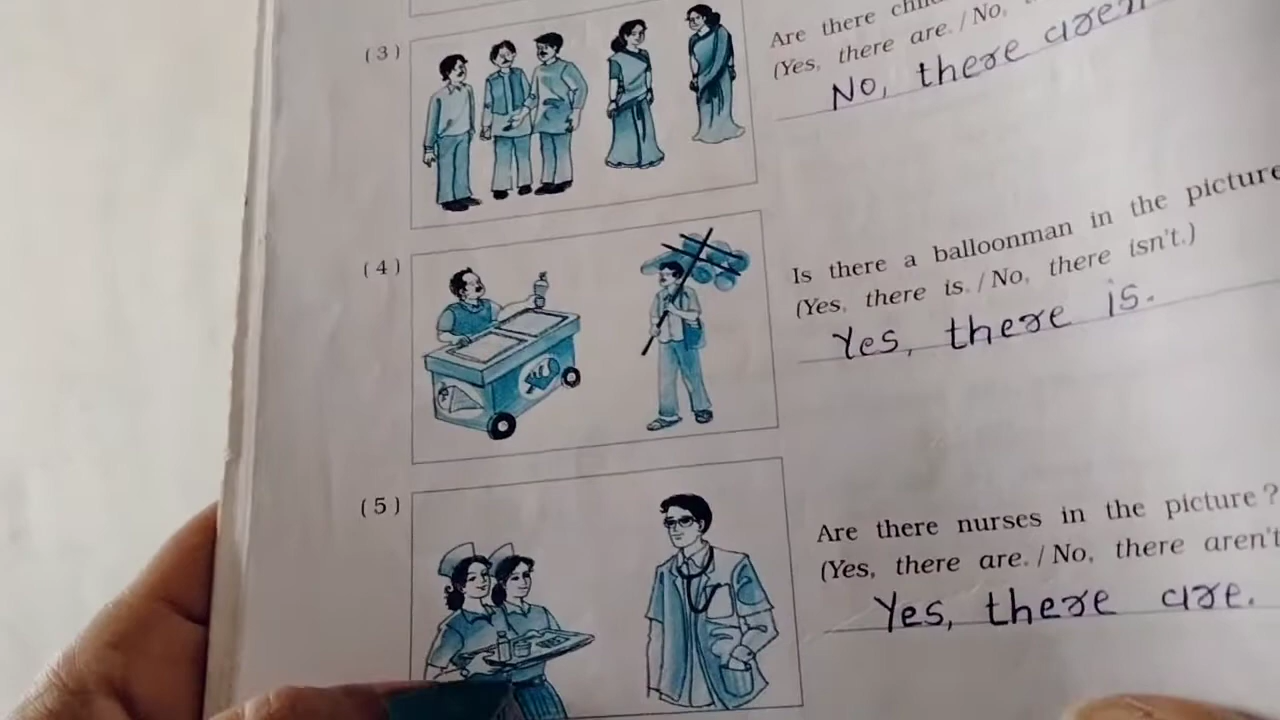 (3)
Are there
(Yes, there are. / No,
No, there
(4)
Is there a balloonman in the picture
(Yes, there is. / No, there isn't.)
Yes, there is.
(5)
Are there nurses in the picture?
(Yes, there are. / No, there aren't
Yes, there are.